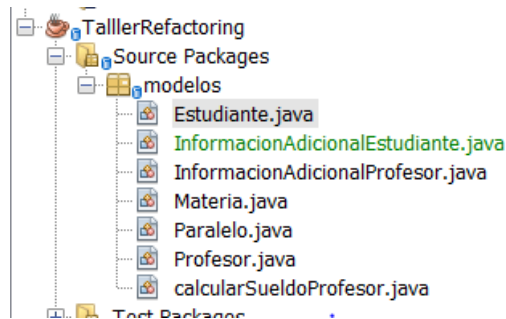 TalllerRefactoring
Source Packages
modelos
Estudiante.java
InformacionAdicionalEstudiante.java
InformacionAdicionalProfesor.java
Materia.java
Paralelo.java
Profesor.java
calcularSueldoProfesor.java
Test Packages